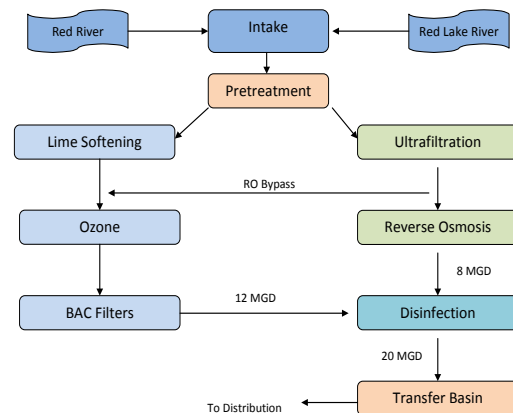 Red River
Intake
Red Lake River
Pretreatment
Lime Softening
Ultrafiltration
RO Bypass
Ozone
Reverse Osmosis
8 MGD
12 MGD
BAC Filters
Disinfection
20 MGD
Transfer Basin
To Distribution